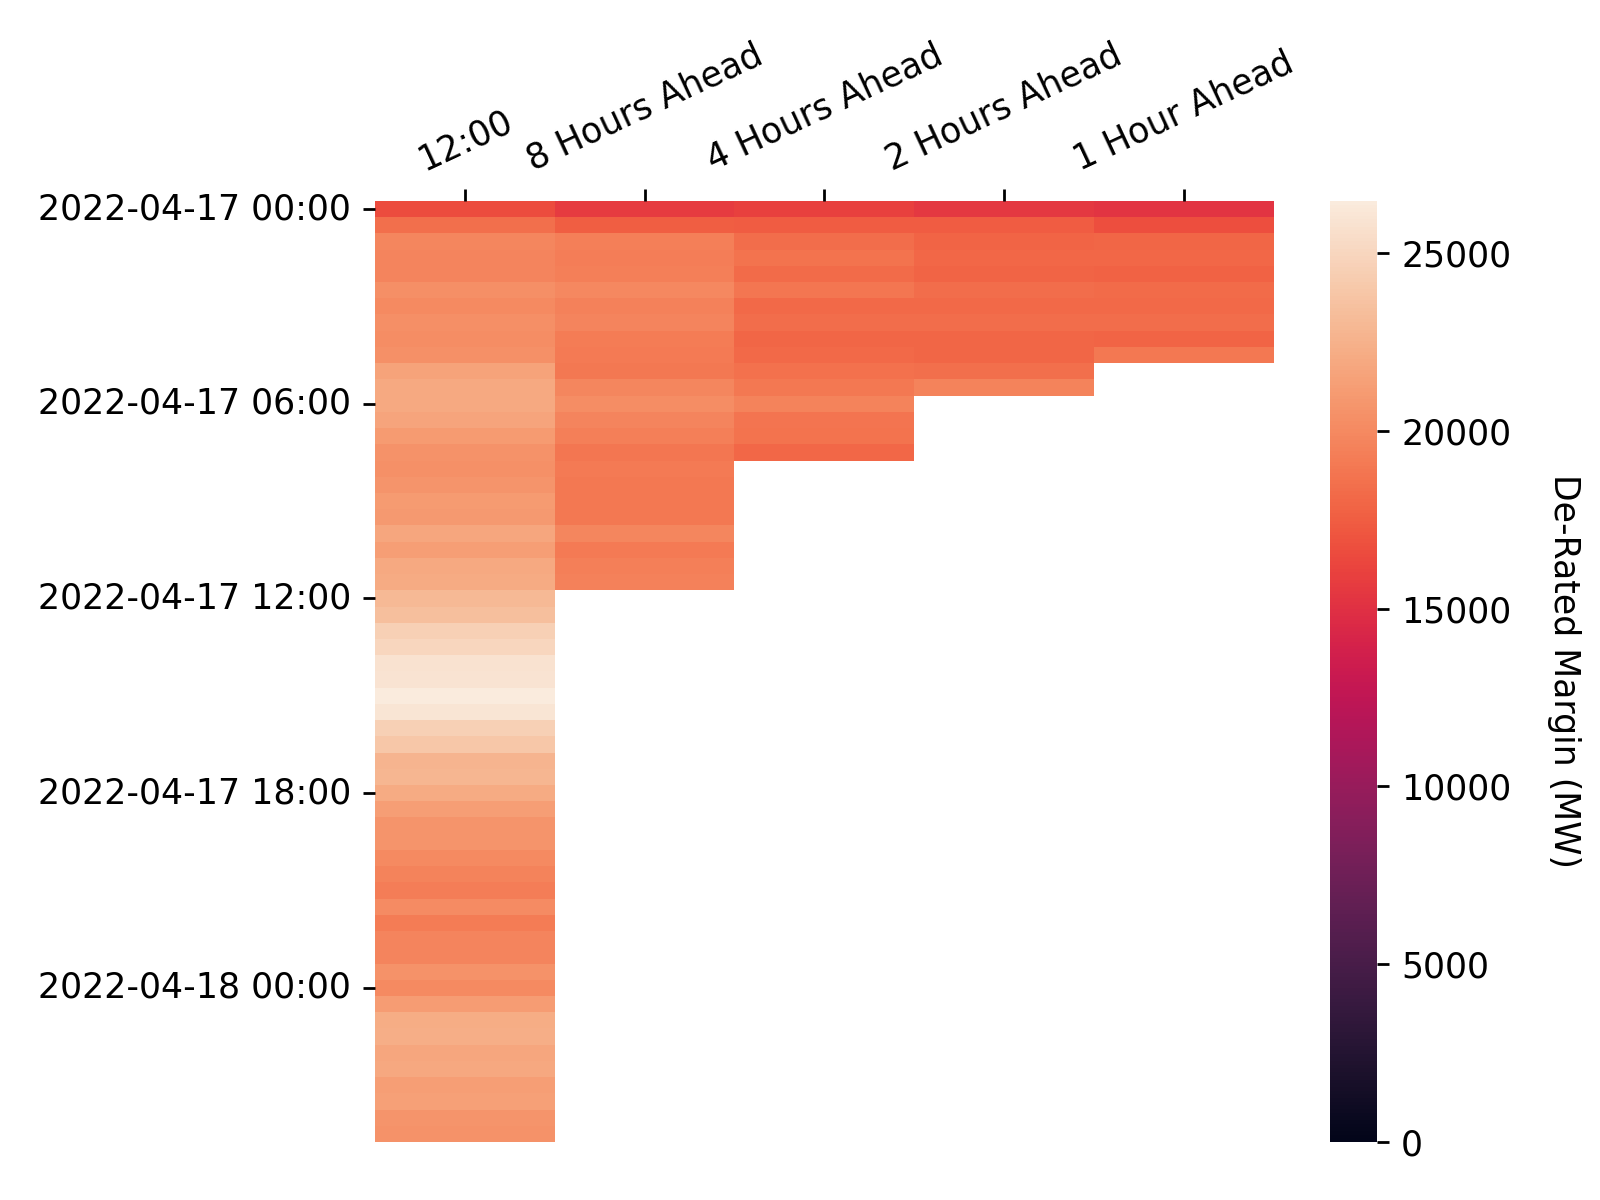 12:00
8 Hours Ahead
4 Hours Ahead
2 Hours Ahead
1 Hour Ahead
2022-04-17 00:00
2022-04-17 06:00
2022-04-17 12:00
2022-04-17 18:00
2022-04-18 00:00
25000
20000
15000
10000
5000
0
De-Rated Margin (MW)